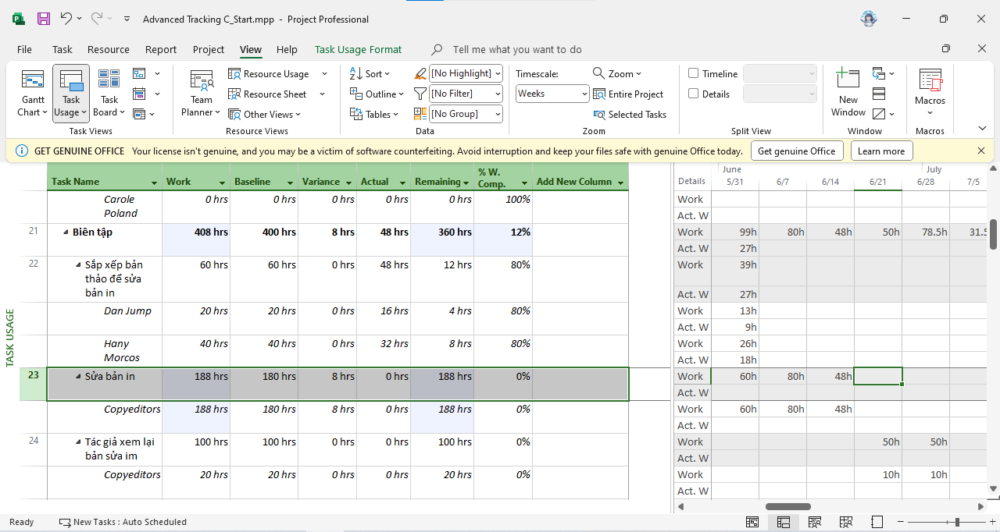 Advanced Tracking C_Start.mpp - Project Professional
File Task Resource Report Project View Help Task Usage Format Tell me what you want to do
Gantt Chart
Task Usage
Task Board
Task Views
Team Planner
Resource Usage
Resource Sheet
Other Views
Resource Views
Sort
Outline
Tables
[No Highlight]
[No Filter]
[No Group]
Data
Timescale:
Weeks
Zoom
Entire Project
Selected Tasks
Zoom
Timeline
Details
Split View
New Window
Window
Macros
Macros
GET GENUINE OFFICE Your license isn't genuine, and you may be a victim of software counterfeiting. Avoid interruption and keep your files safe with genuine Office today. Get genuine Office Learn more
TASK USAGE
Task Name Work Baseline Variance Actual Remaining % W. Comp. Add New Column
Carole Poland 0 hrs 0 hrs 0 hrs 0 hrs 0 hrs 100%
21 Biên tập 408 hrs 400 hrs 8 hrs 48 hrs 360 hrs 12%
22 Sắp xếp bản thảo để sửa bản in 60 hrs 60 hrs 0 hrs 48 hrs 12 hrs 80%
Dan Jump 20 hrs 20 hrs 0 hrs 16 hrs 4 hrs 80%
Hany Morcos 40 hrs 40 hrs 0 hrs 32 hrs 8 hrs 80%
23 Sửa bản in 188 hrs 180 hrs 8 hrs 0 hrs 188 hrs 0%
Copyeditors 188 hrs 180 hrs 8 hrs 0 hrs 188 hrs 0%
24 Tác giả xem lại bản sửa im 100 hrs 100 hrs 0 hrs 0 hrs 100 hrs 0%
Copyeditors 20 hrs 20 hrs 0 hrs 0 hrs 20 hrs 0%
June July
Details 5/31 6/7 6/14 6/21 6/28 7/5
Work
Act. W
Work 99h 80h 48h 50h 78.5h 31.5
Act. W 27h
Work 39h
Act. W 27h
Work 13h
Act. W 9h
Work 26h
Act. W 18h
Work 60h 80h 48h
Act. W
Work 60h 80h 48h
Act. W
Work 50h 50h
Act. W
Work 10h 10h
Act. W
Ready New Tasks : Auto Scheduled